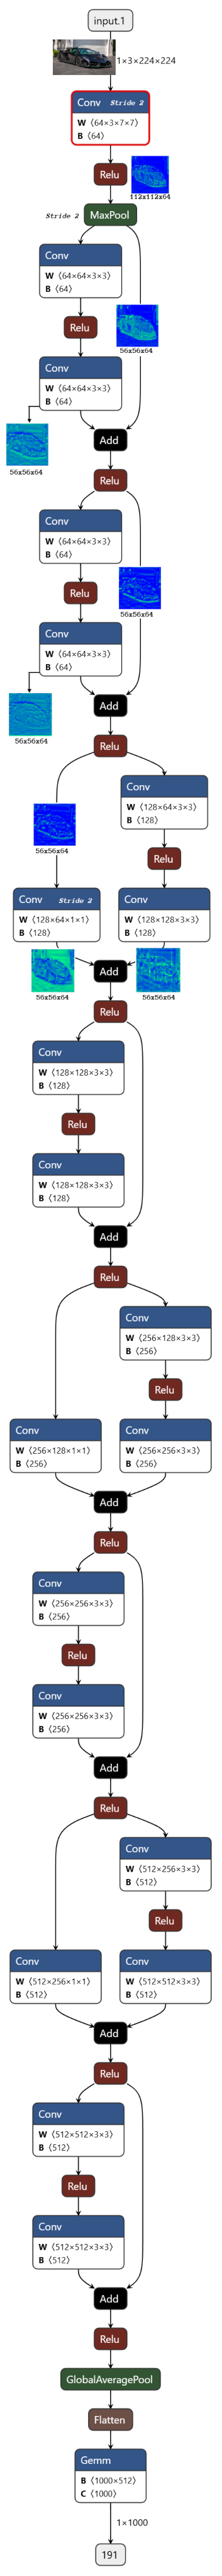 input.1
1×3×224×224
Conv Stride 2
W ⟨64×3×7×7⟩
B ⟨64⟩
Relu
112x112x64
Stride 2 MaxPool
Conv
W ⟨64×64×3×3⟩
B ⟨64⟩
Relu
56x56x64
Conv
W ⟨64×64×3×3⟩
B ⟨64⟩
56x56x64
Add
Relu
Conv
W ⟨64×64×3×3⟩
B ⟨64⟩
Relu
56x56x64
Conv
W ⟨64×64×3×3⟩
B ⟨64⟩
56x56x64
Add
Relu
Conv
W ⟨128×64×3×3⟩
B ⟨128⟩
Relu
56x56x64
Conv Stride 2
W ⟨128×64×1×1⟩
B ⟨128⟩
Conv
W ⟨128×128×3×3⟩
B ⟨128⟩
56x56x64
Add
56x56x64
Relu
Conv
W ⟨128×128×3×3⟩
B ⟨128⟩
Relu
Conv
W ⟨128×128×3×3⟩
B ⟨128⟩
Add
Relu
Conv
W ⟨256×128×3×3⟩
B ⟨256⟩
Relu
Conv
W ⟨256×128×1×1⟩
B ⟨256⟩
Conv
W ⟨256×256×3×3⟩
B ⟨256⟩
Add
Relu
Conv
W ⟨256×256×3×3⟩
B ⟨256⟩
Relu
Conv
W ⟨256×256×3×3⟩
B ⟨256⟩
Add
Relu
Conv
W ⟨512×256×3×3⟩
B ⟨512⟩
Relu
Conv
W ⟨512×256×1×1⟩
B ⟨512⟩
Conv
W ⟨512×512×3×3⟩
B ⟨512⟩
Add
Relu
Conv
W ⟨512×512×3×3⟩
B ⟨512⟩
Relu
Conv
W ⟨512×512×3×3⟩
B ⟨512⟩
Add
Relu
GlobalAveragePool
Flatten
Gemm
B ⟨1000×512⟩
C ⟨1000⟩
1×1000
191